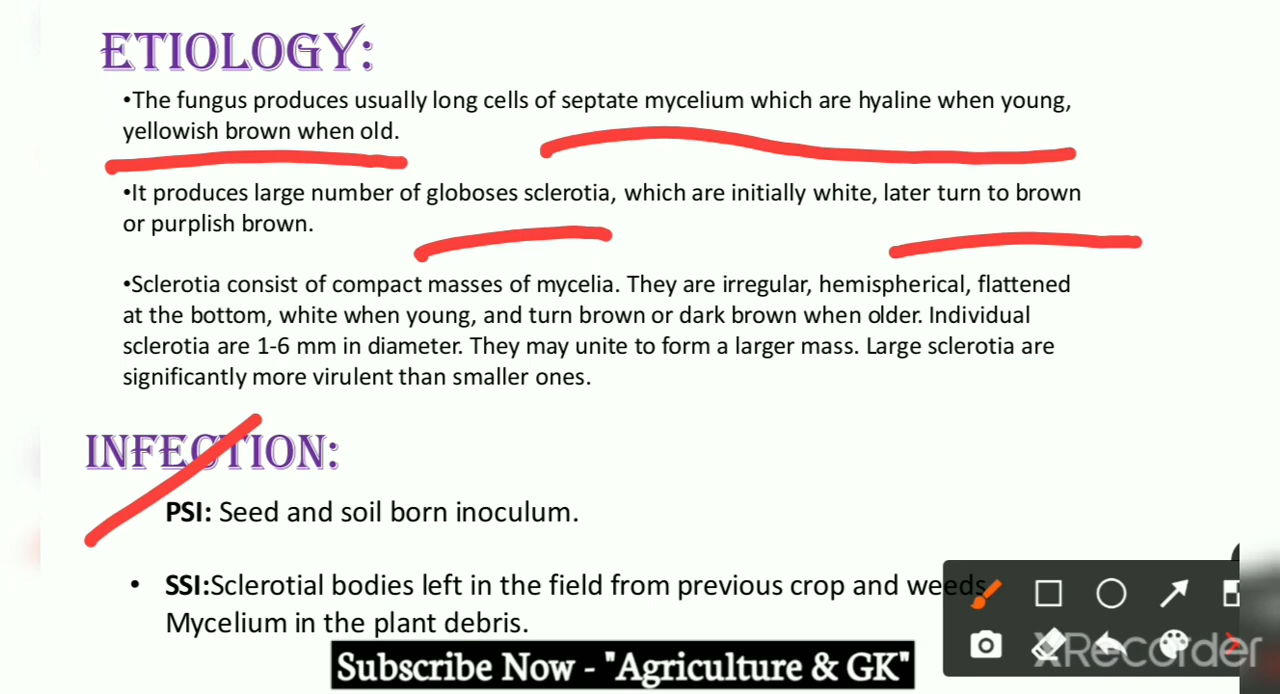 ETIOLOGY:
•The fungus produces usually long cells of septate mycelium which are hyaline when young,
yellowish brown when old.
•It produces large number of globoses sclerotia, which are initially white, later turn to brown
or purplish brown.
•Sclerotia consist of compact masses of mycelia. They are irregular, hemispherical, flattened
at the bottom, white when young, and turn brown or dark brown when older. Individual
sclerotia are 1-6 mm in diameter. They may unite to form a larger mass. Large sclerotia are
significantly more virulent than smaller ones.
INFECTION:
PSI: Seed and soil born inoculum.
• SSI:Sclerotial bodies left in the field from previous crop and weeds
Mycelium in the plant debris.
Subscribe Now - "Agriculture & GK"
XRecorder